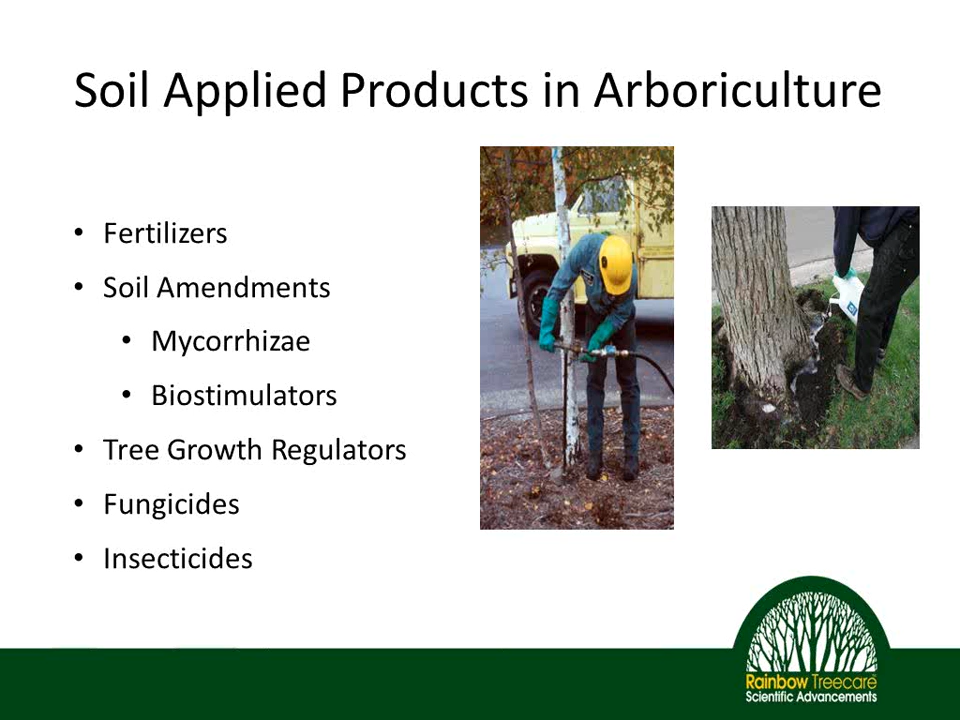 Soil Applied Products in Arboriculture
• Fertilizers
• Soil Amendments
• Mycorrhizae
• Biostimulators
• Tree Growth Regulators
• Fungicides
• Insecticides
Rainbow Treecare
Scientific Advancements